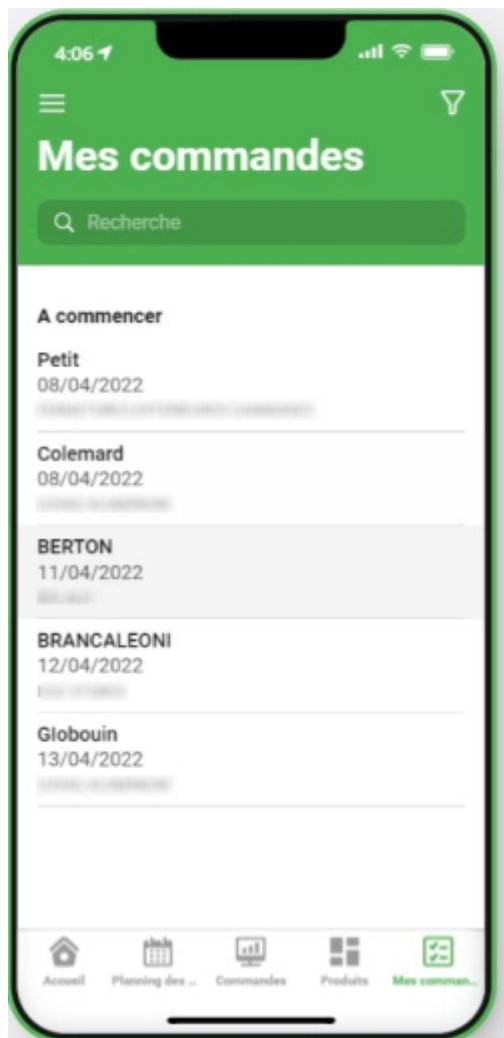 4:06
Mes commandes
Recherche
A commencer
Petit
08/04/2022
Colemard
08/04/2022
BERTON
11/04/2022
BRANCALEONI
12/04/2022
Globouin
13/04/2022
Accueil Planning des ... Commandes Produits Mes comman...